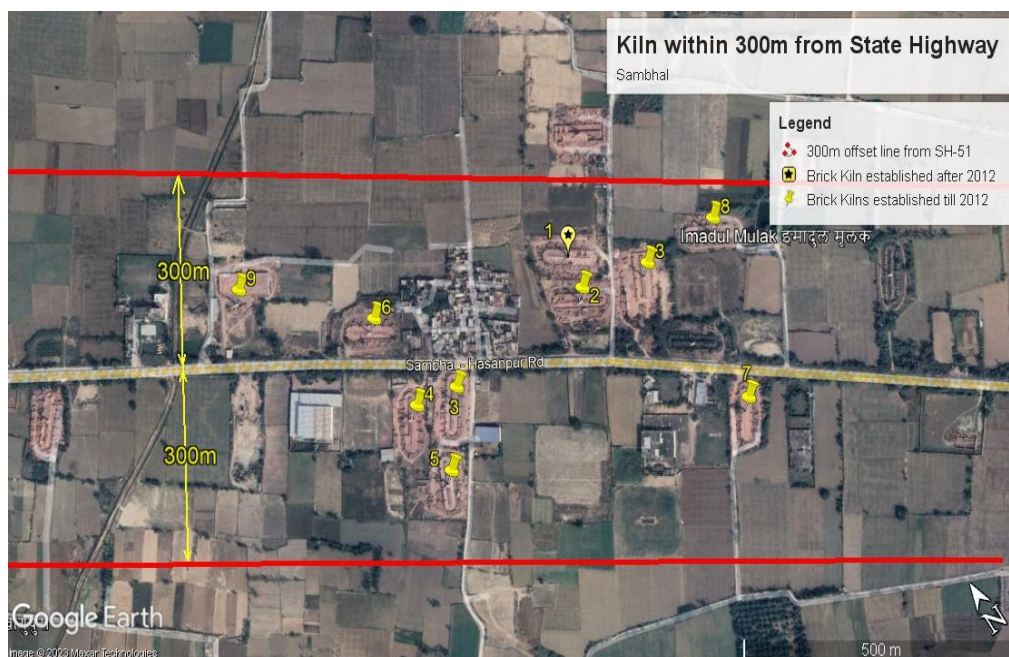 Kiln within 300m from State Highway
Sambhal
Legend
300m offset line from SH-51
Brick Kiln established after 2012
Brick Kilns established till 2012
8
1
Imadul Mulak इमादुल मुलक
3
300m
9
2
6
Sambhal - Hasanpur Rd
7
4
3
300m
5
N
Google Earth
Image © 2023 Maxar Technologies
500 m